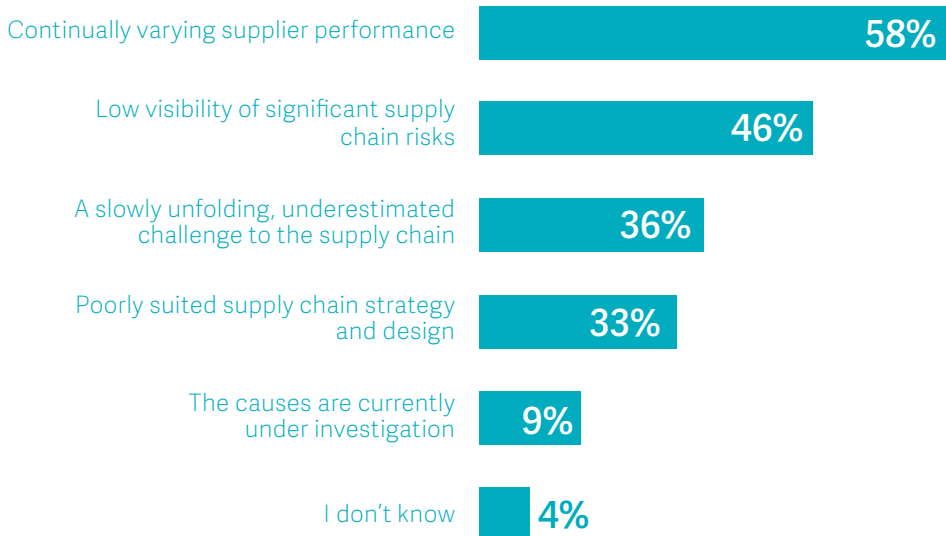 Continually varying supplier performance
58%
Low visibility of significant supply
chain risks
46%
A slowly unfolding, underestimated
challenge to the supply chain
36%
Poorly suited supply chain strategy
and design
33%
The causes are currently
under investigation
9%
I don't know
4%